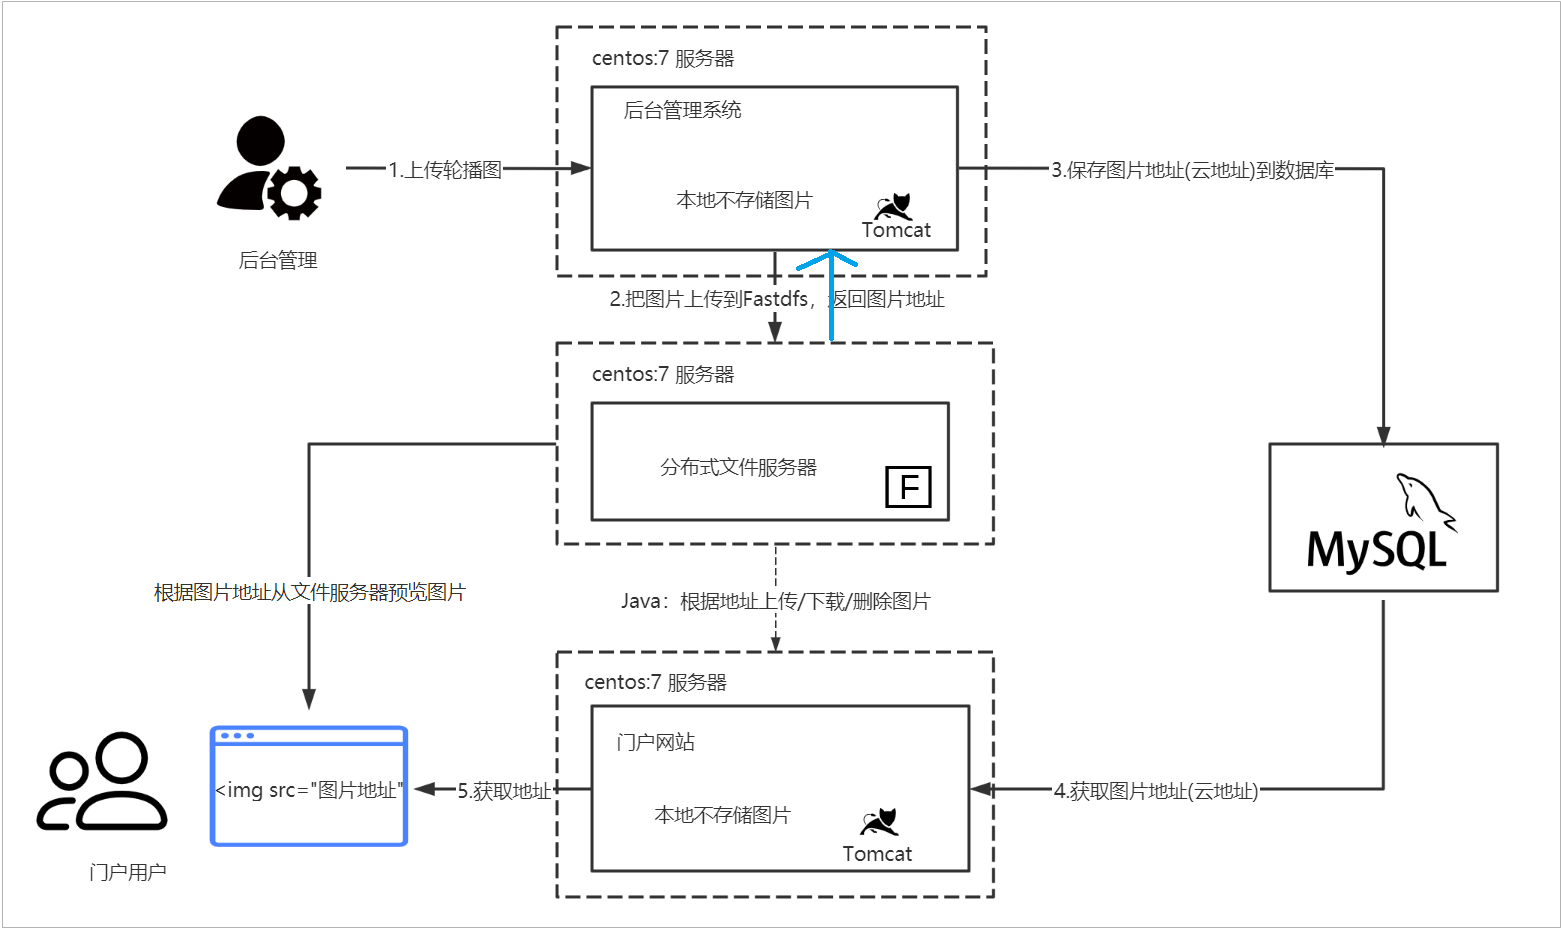 centos:7 服务器
后台管理系统
1.上传轮播图
3.保存图片地址(云地址)到数据库
本地不存储图片
Tomcat
后台管理
2.把图片上传到Fastdfs，返回图片地址
centos:7 服务器
分布式文件服务器
F
MySQL
根据图片地址从文件服务器预览图片
Java：根据地址上传/下载/删除图片
centos:7 服务器
门户网站
<img src="图片地址"
5.获取地址
4.获取图片地址(云地址)
本地不存储图片
Tomcat
门户用户